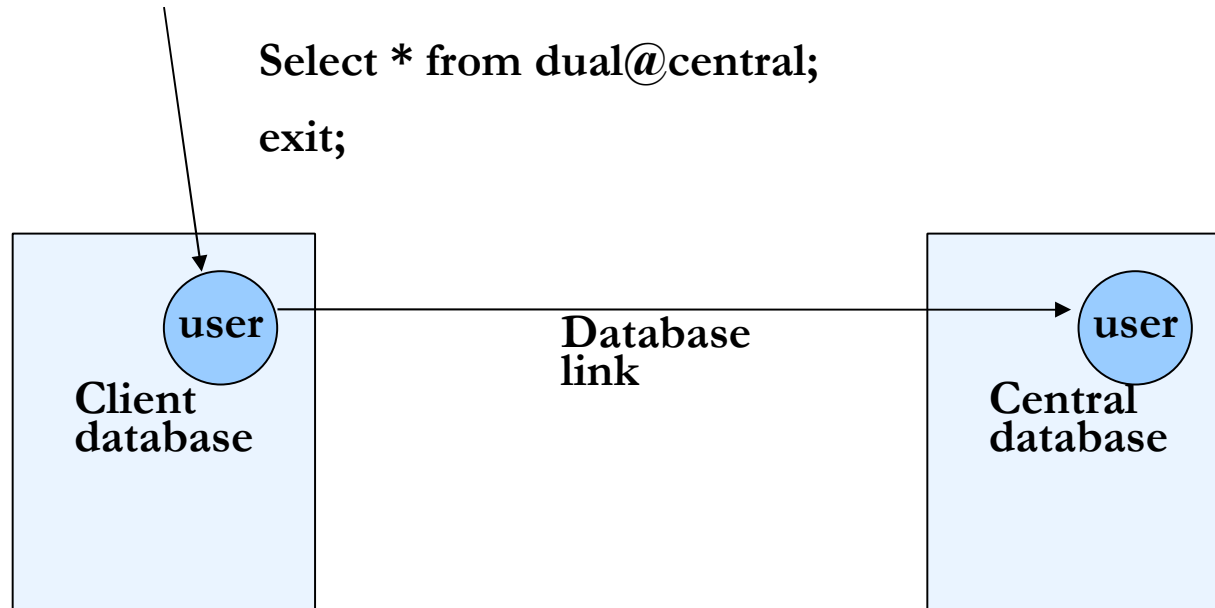 Select * from dual@central;
exit;
user
Database
link
user
Client
database
Central
database